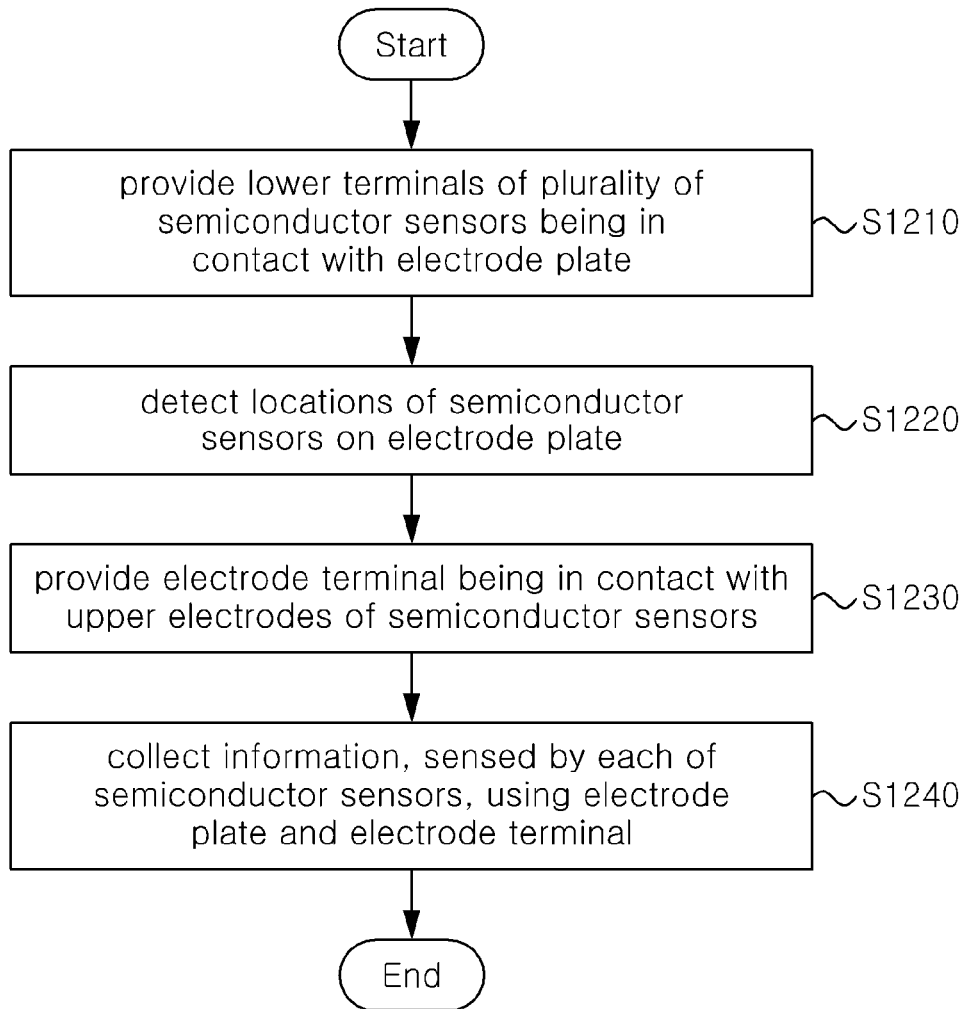 Start
provide lower terminals of plurality of
semiconductor sensors being in
contact with electrode plate
S1210
detect locations of semiconductor
sensors on electrode plate
S1220
provide electrode terminal being in contact with
upper electrodes of semiconductor sensors
S1230
collect information, sensed by each of
semiconductor sensors, using electrode
plate and electrode terminal
S1240
End